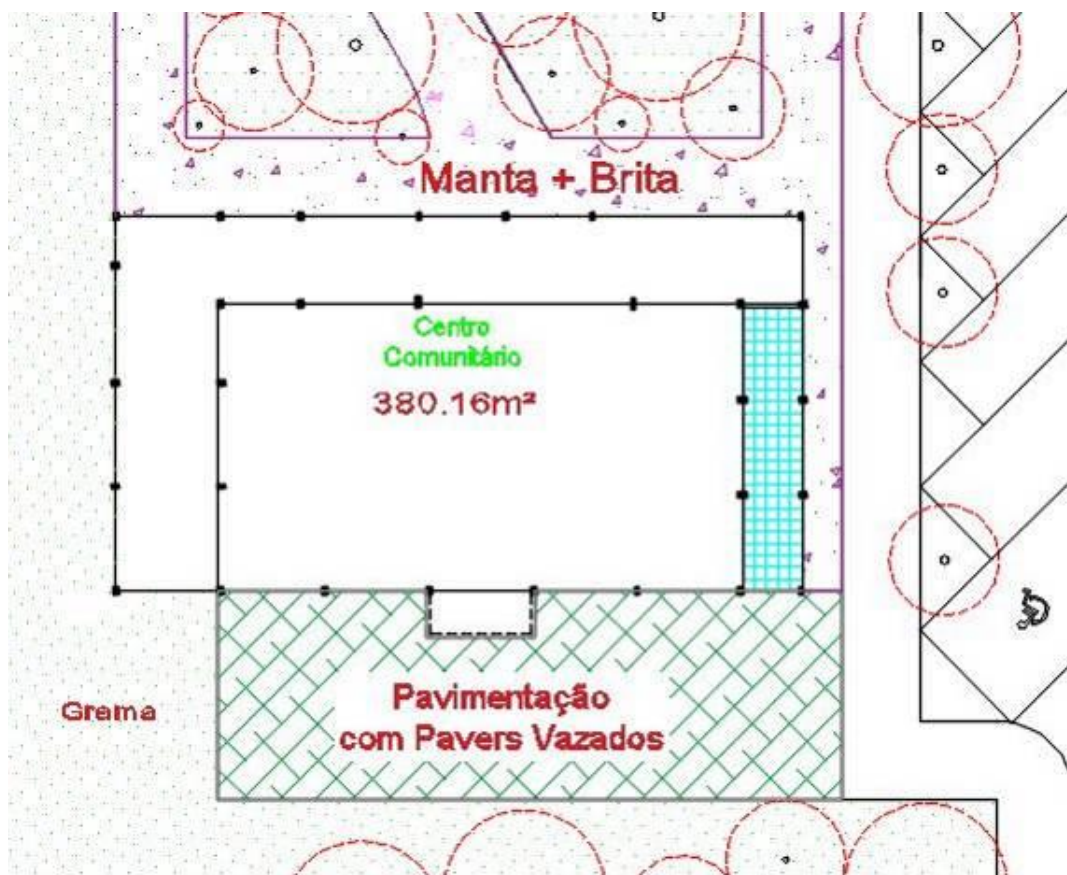 Manta + Brita
Centro
Comunitário
380.16m²
Grama
Pavimentação
com Pavers Vazados